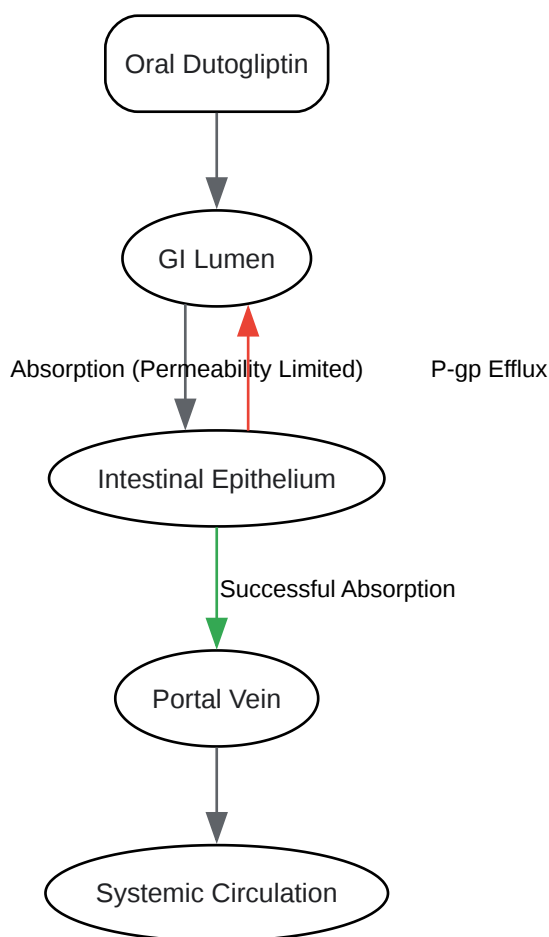 Oral Dutogliptin
GI Lumen
Absorption (Permeability Limited)
P-gp Efflux
Intestinal Epithelium
Successful Absorption
Portal Vein
Systemic Circulation